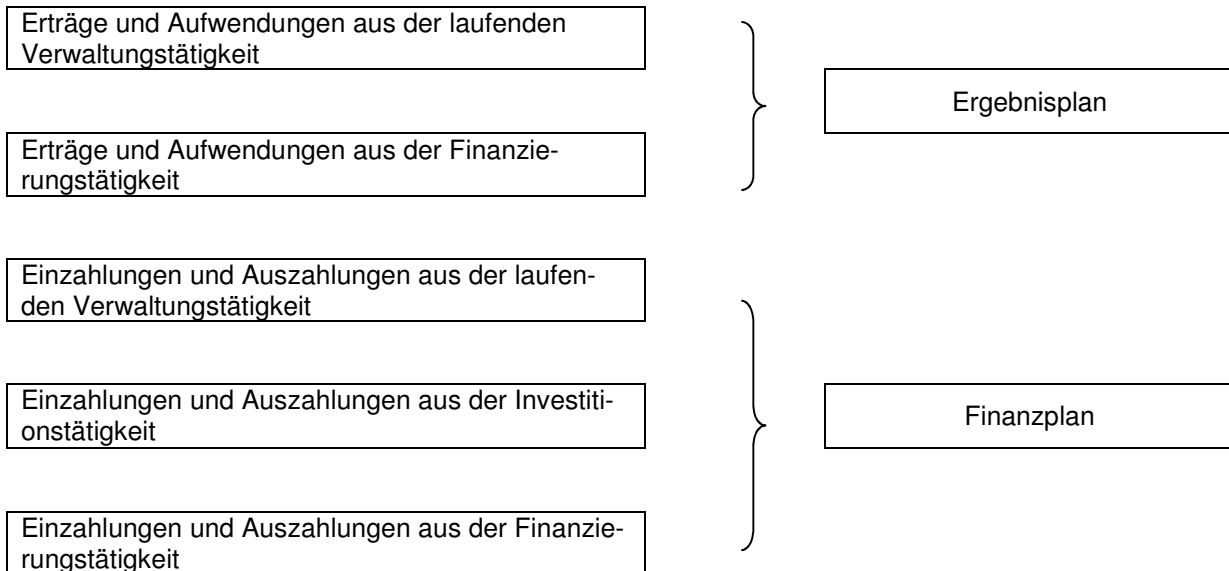 Erträge und Aufwendungen aus der laufenden
Verwaltungstätigkeit
Ergebnisplan
Erträge und Aufwendungen aus der Finanzie-
rungstätigkeit
Einzahlungen und Auszahlungen aus der laufen-
den Verwaltungstätigkeit
Einzahlungen und Auszahlungen aus der Investiti-
onstätigkeit
Finanzplan
Einzahlungen und Auszahlungen aus der Finanzie-
rungstätigkeit